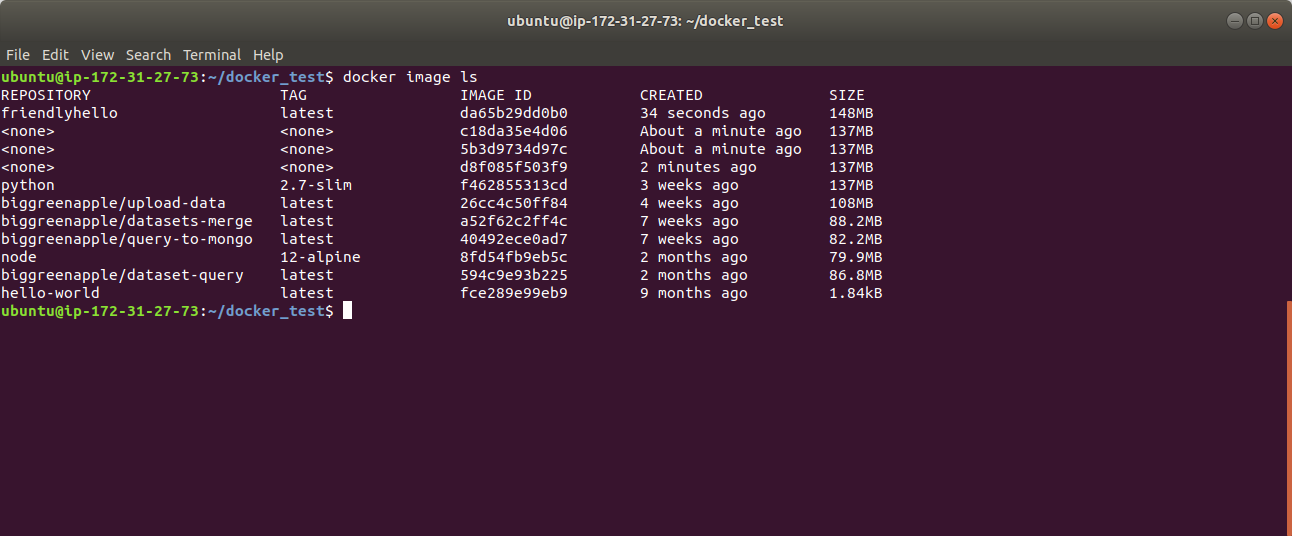 ubuntu@ip-172-31-27-73: ~/docker_test
File Edit View Search Terminal Help
ubuntu@ip-172-31-27-73:~/docker_test$ docker image ls
REPOSITORY TAG IMAGE ID CREATED SIZE
friendlyhello latest da65b29dd0b0 34 seconds ago 148MB
<none> <none> c18da35e4d06 About a minute ago 137MB
<none> <none> 5b3d9734d97c About a minute ago 137MB
<none> <none> d8f085f503f9 2 minutes ago 137MB
python 2.7-slim f462855313cd 3 weeks ago 137MB
biggreenapple/upload-data latest 26cc4c50ff84 4 weeks ago 108MB
biggreenapple/datasets-merge latest a52f62c2ff4c 7 weeks ago 88.2MB
biggreenapple/query-to-mongo latest 40492ece0ad7 7 weeks ago 82.2MB
node 12-alpine 8fd54fb9eb5c 2 months ago 79.9MB
biggreenapple/dataset-query latest 594c9e93b225 2 months ago 86.8MB
hello-world latest fce289e99eb9 9 months ago 1.84kB
ubuntu@ip-172-31-27-73:~/docker_test$